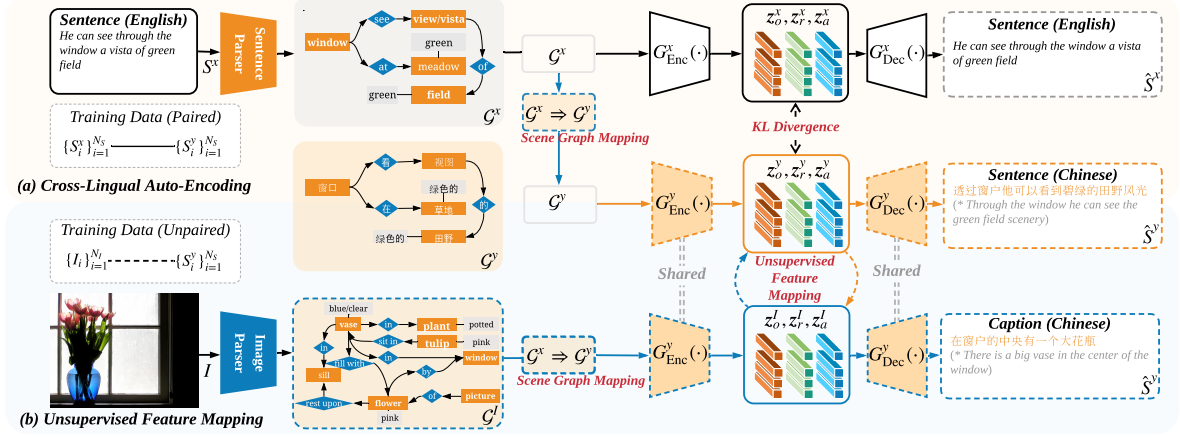 Sentence (English)
He can see through the
window a vista of green
field
S^x
Sentence
Parser
window
see
view/vista
green
at
meadow
of
green
field
G^x
G^x
G^x ⇒ G^y
Scene Graph Mapping
G^y
G^x_Enc(·)
z^x_o, z^x_r, z^x_a
G^x_Dec(·)
Sentence (English)
He can see through the window a vista
of green field
Ŝ^x
KL Divergence
Training Data (Paired)
{S^x_i}^{N_S}_{i=1} {S^y_i}^{N_S}_{i=1}
(a) Cross-Lingual Auto-Encoding
窗口
看
视图
绿色的
在
草地
的
绿色的
田野
G^y
G^y_Enc(·)
z^y_o, z^y_r, z^y_a
G^y_Dec(·)
Sentence (Chinese)
透过窗户他可以看到碧绿的田野风光
(* Through the window he can see the
green field scenery)
Ŝ^y
Training Data (Unpaired)
{I_i}^{N_I}_{i=1} {S^y_i}^{N_S}_{i=1}
Shared
Unsupervised
Feature
Mapping
Shared
I
Image
Parser
blue/clear
vase
in
plant
potted
sit in
tulip
pink
in
fill with
in
window
sill
by
rest upon
flower
of
picture
pink
G^I
G^x ⇒ G^y
Scene Graph Mapping
G^y_Enc(·)
z^I_o, z^I_r, z^I_a
G^y_Dec(·)
Caption (Chinese)
在窗户的中央有一个大花瓶
(* There is a big vase in the center of the
window)
Ŝ^y
(b) Unsupervised Feature Mapping